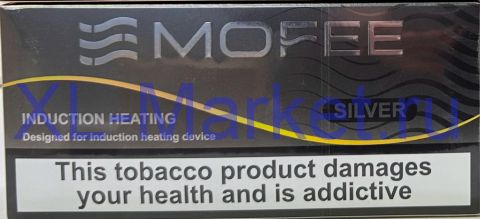 MOFEE
XL-Market.ru
SILVER
INDUCTION HEATING
Designed for induction heating device
This tobacco product damages
your health and is addictive